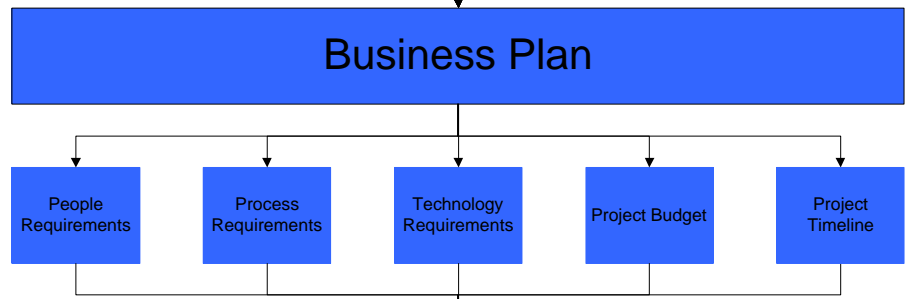 Business Plan
People
Requirements
Process
Requirements
Technology
Requirements
Project Budget
Project
Timeline